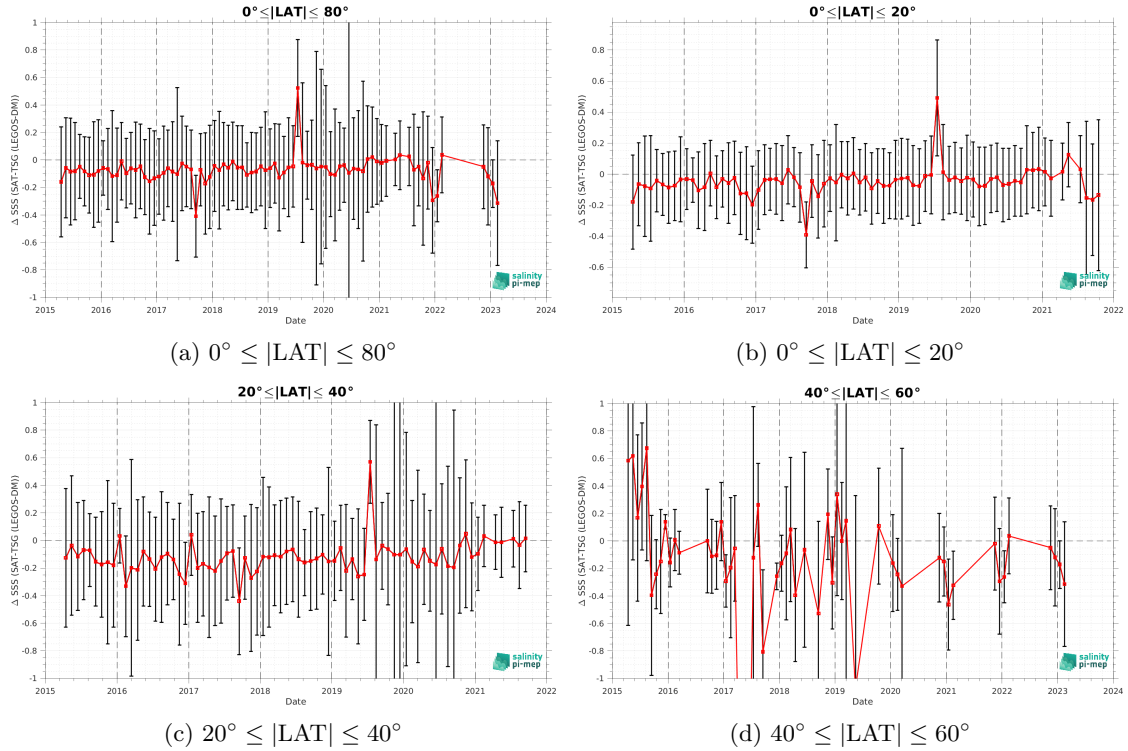 0°≤|LAT|≤ 80°
Δ SSS (SAT-TSG (LEGOS-DM))
1
0.8
0.6
0.4
0.2
0
-0.2
-0.4
-0.6
-0.8
-1
2015 2016 2017 2018 2019 2020 2021 2022 2023 2024
Date
salinity
pi-mep
(a) 0° ≤ |LAT| ≤ 80°
0°≤|LAT|≤ 20°
Δ SSS (SAT-TSG (LEGOS-DM))
0.8
0.6
0.4
0.2
0
-0.2
-0.4
-0.6
2015 2016 2017 2018 2019 2020 2021 2022
Date
salinity
pi-mep
(b) 0° ≤ |LAT| ≤ 20°
20°≤|LAT|≤ 40°
Δ SSS (SAT-TSG (LEGOS-DM))
1
0.8
0.6
0.4
0.2
0
-0.2
-0.4
-0.6
-0.8
-1
2015 2016 2017 2018 2019 2020 2021 2022
Date
salinity
pi-mep
(c) 20° ≤ |LAT| ≤ 40°
40°≤|LAT|≤ 60°
Δ SSS (SAT-TSG (LEGOS-DM))
1
0.8
0.6
0.4
0.2
0
-0.2
-0.4
-0.6
-0.8
-1
2015 2016 2017 2018 2019 2020 2021 2022 2023 2024
Date
salinity
pi-mep
(d) 40° ≤ |LAT| ≤ 60°